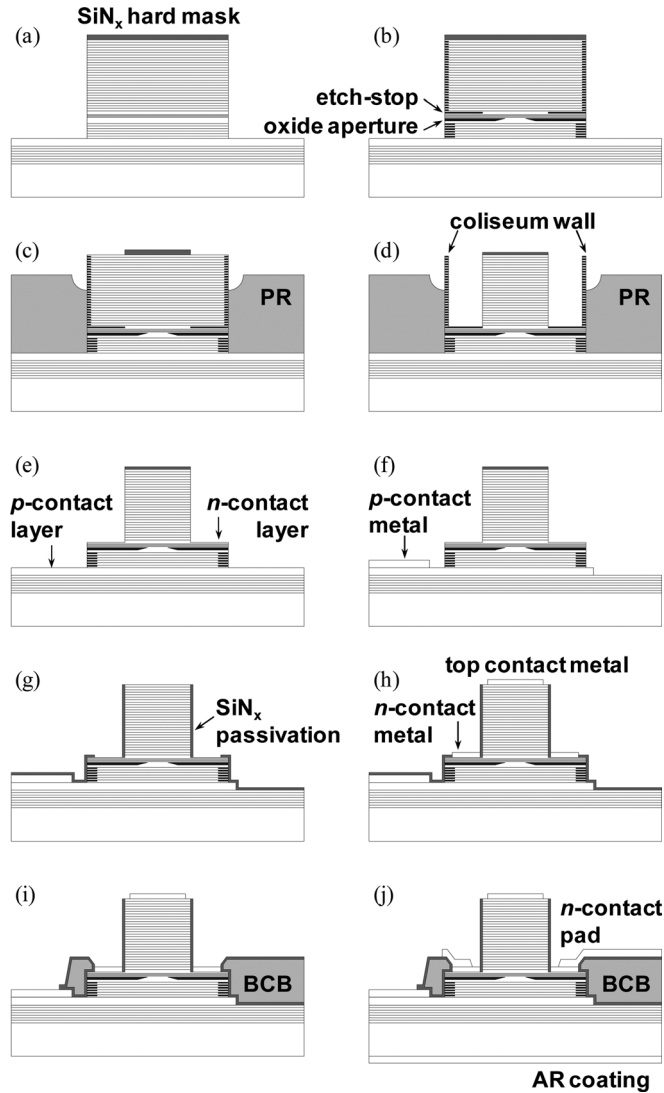 SiNx hard mask
(a)
(b)
etch-stop
oxide aperture
coliseum wall
(c)
PR
(d)
PR
(e)
p-contact
layer
n-contact
layer
(f)
p-contact
metal
(g)
SiNx
passivation
(h)
top contact metal
n-contact
metal
(i)
BCB
(j)
n-contact
pad
BCB
AR coating